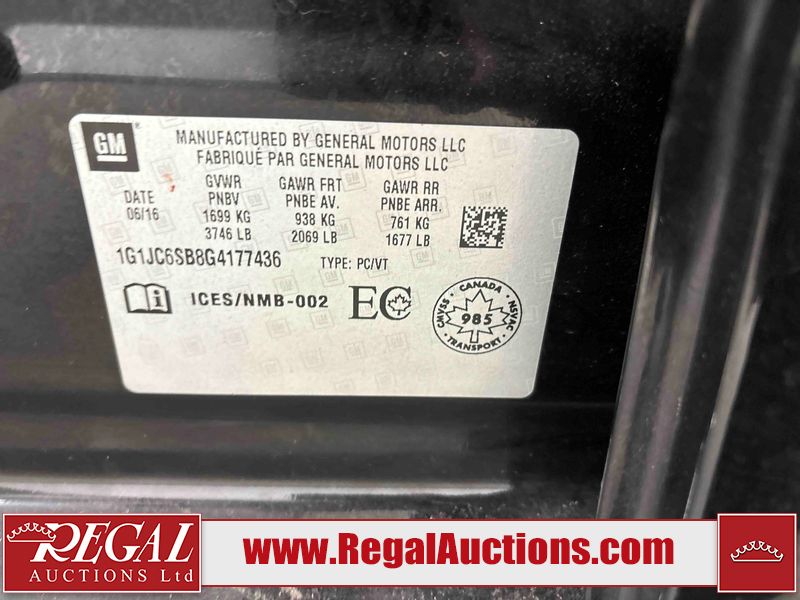 GM
MANUFACTURED BY GENERAL MOTORS LLC
FABRIQUÉ PAR GENERAL MOTORS LLC
DATE
06/16
GVWR
PNBV
1699 KG
3746 LB
GAWR FRT
PNBE AV.
938 KG
2069 LB
GAWR RR
PNBE ARR.
761 KG
1677 LB
1G1JC6SB8G4177436 TYPE: PC/VT
i ICES/NMB-002 EC
CANADA
CMVSS 985 NSVAC
TRANSPORT
REGAL
AUCTIONS Ltd
www.RegalAuctions.com